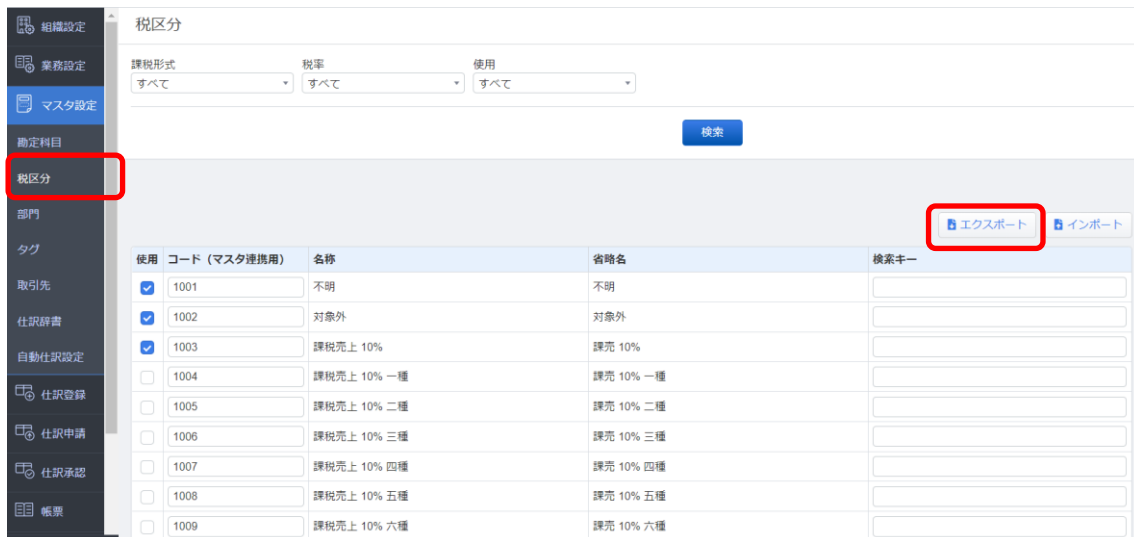 組織設定
業務設定
マスタ設定
勘定科目
税区分
部門
タグ
取引先
仕訳辞書
自動仕訳設定
仕訳登録
仕訳申請
仕訳承認
帳票
税区分
課税形式 税率 使用
すべて すべて すべて
検索
エクスポート インポート
使用 コード（マスタ連携用） 名称 省略名 検索キー
1001 不明 不明
1002 対象外 対象外
1003 課税売上 10% 課売 10%
1004 課税売上 10% 一種 課売 10% 一種
1005 課税売上 10% 二種 課売 10% 二種
1006 課税売上 10% 三種 課売 10% 三種
1007 課税売上 10% 四種 課売 10% 四種
1008 課税売上 10% 五種 課売 10% 五種
1009 課税売上 10% 六種 課売 10% 六種